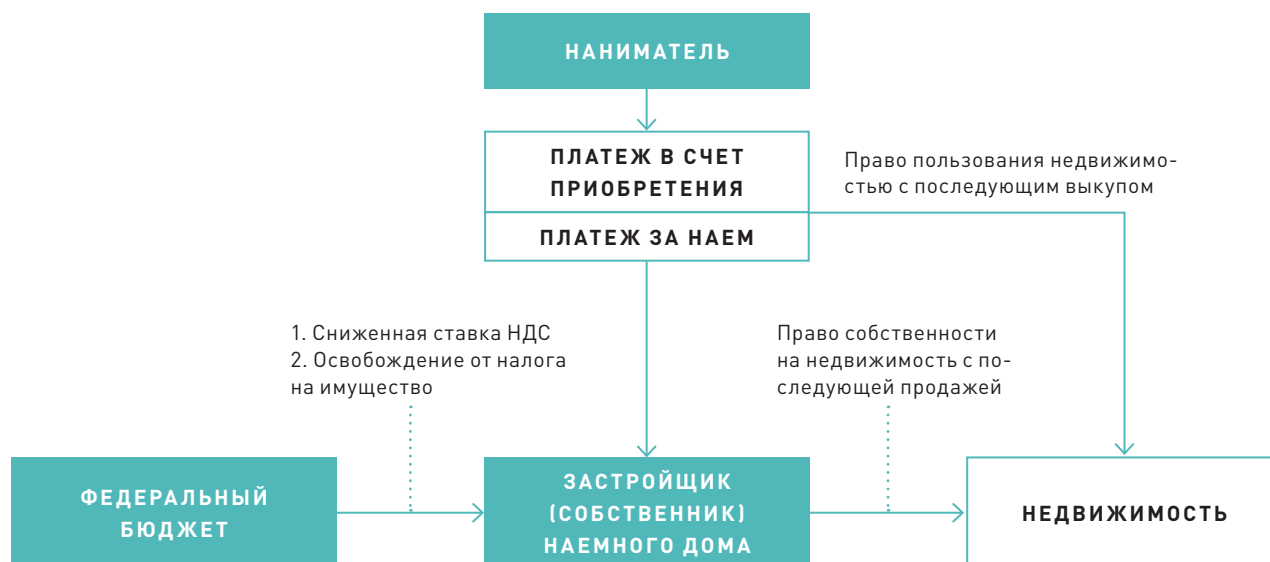 НАНИМАТЕЛЬ
ПЛАТЕЖ В СЧЕТ
ПРИОБРЕТЕНИЯ
ПЛАТЕЖ ЗА НАЕМ
Право пользования недвижимо-
стью с последующим выкупом
1. Сниженная ставка НДС
2. Освобождение от налога
на имущество
Право собственности
на недвижимость с по-
следующей продажей
ФЕДЕРАЛЬНЫЙ
БЮДЖЕТ
ЗАСТРОЙЩИК
(СОБСТВЕННИК)
НАЕМНОГО ДОМА
НЕДВИЖИМОСТЬ